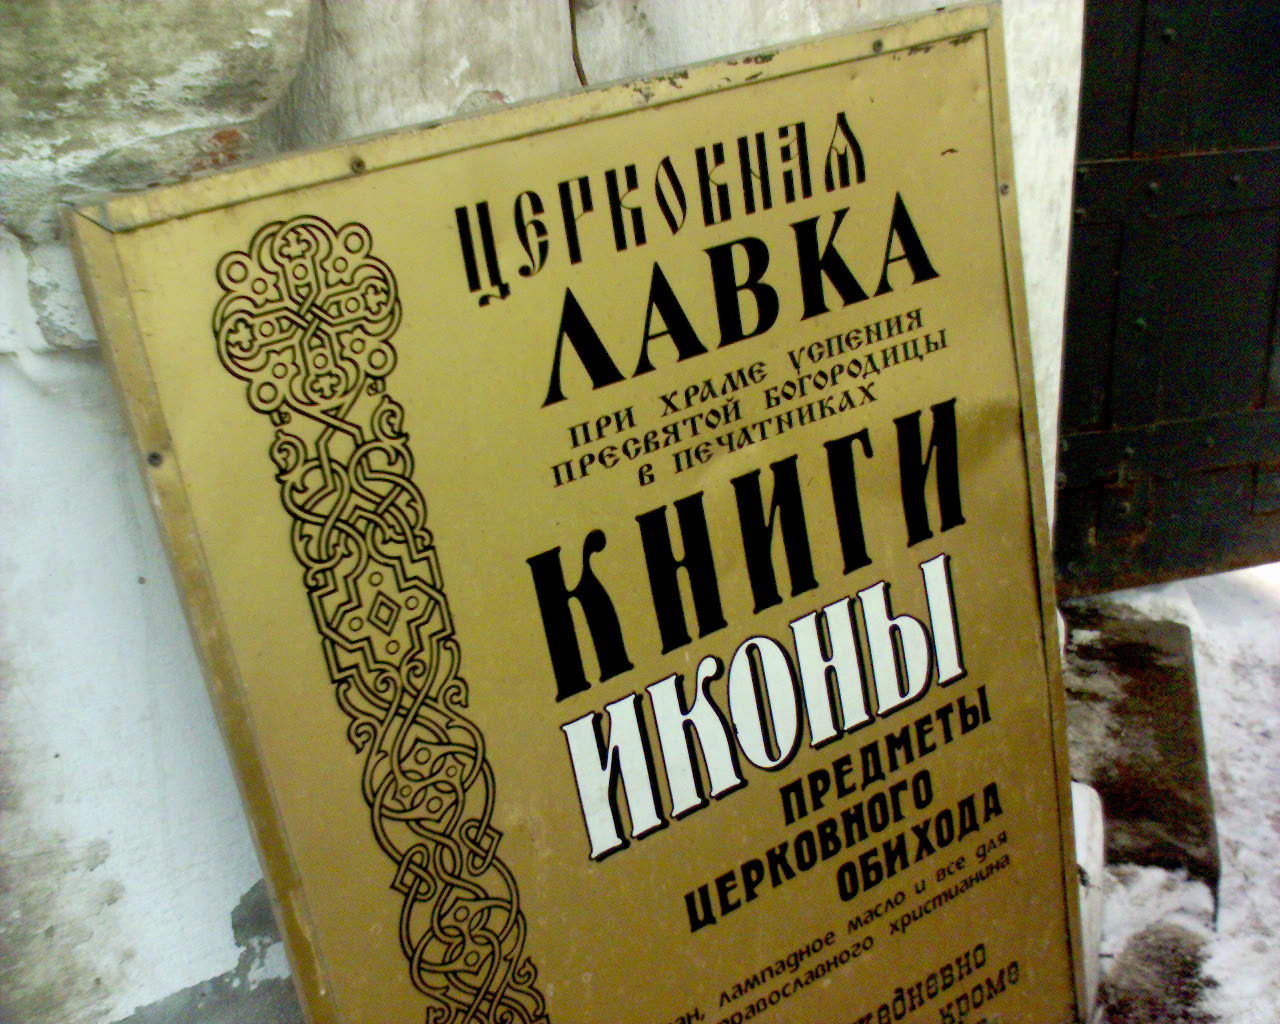 ЦЕРКОВНАЯ
ЛАВКА
ПРИ ХРАМЕ УСПЕНИЯ
ПРЕСВЯТОЙ БОГОРОДИЦЫ
В ПЕЧАТНИКАХ
КНИГИ
ИКОНЫ
ПРЕДМЕТЫ
ЦЕРКОВНОГО
ОБИХОДА
лампадное масло и все для
православного христианина
кроме